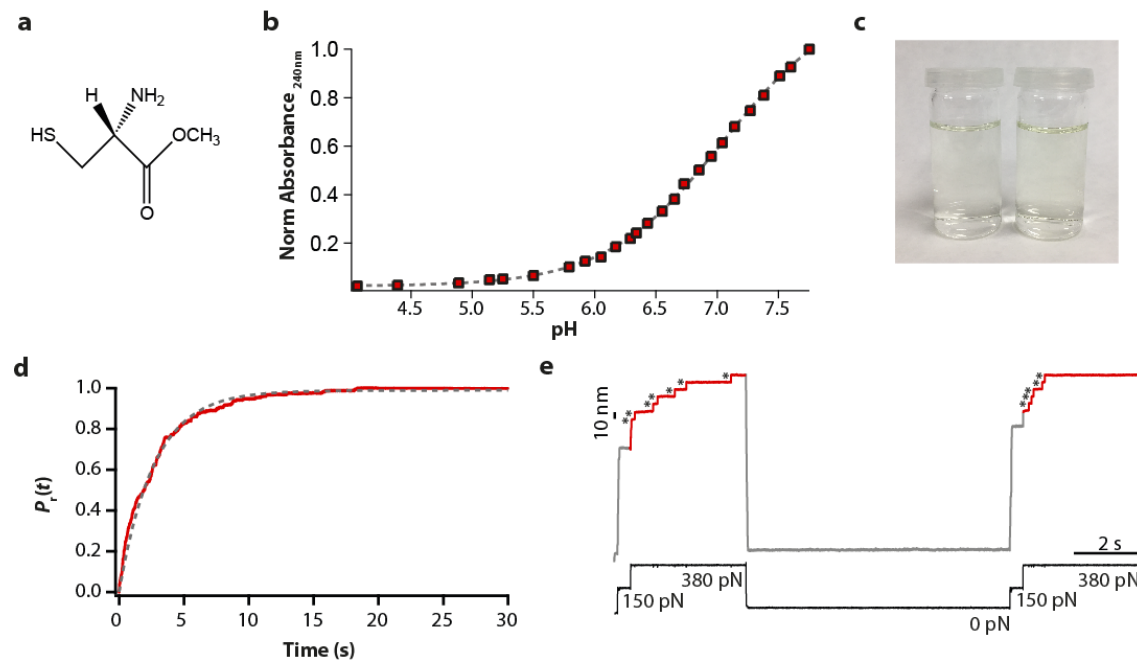 a
H
NH2
HS
OCH3
O
b
Norm Absorbance 240nm
1.0
0.8
0.6
0.4
0.2
4.5 5.0 5.5 6.0 6.5 7.0 7.5
pH
c
d
Pr(t)
1.0
0.8
0.6
0.4
0.2
0.0
0 5 10 15 20 25 30
Time (s)
e
10 nm
* * * * * * *
* * * * *
2 s
380 pN
150 pN
0 pN
380 pN
150 pN